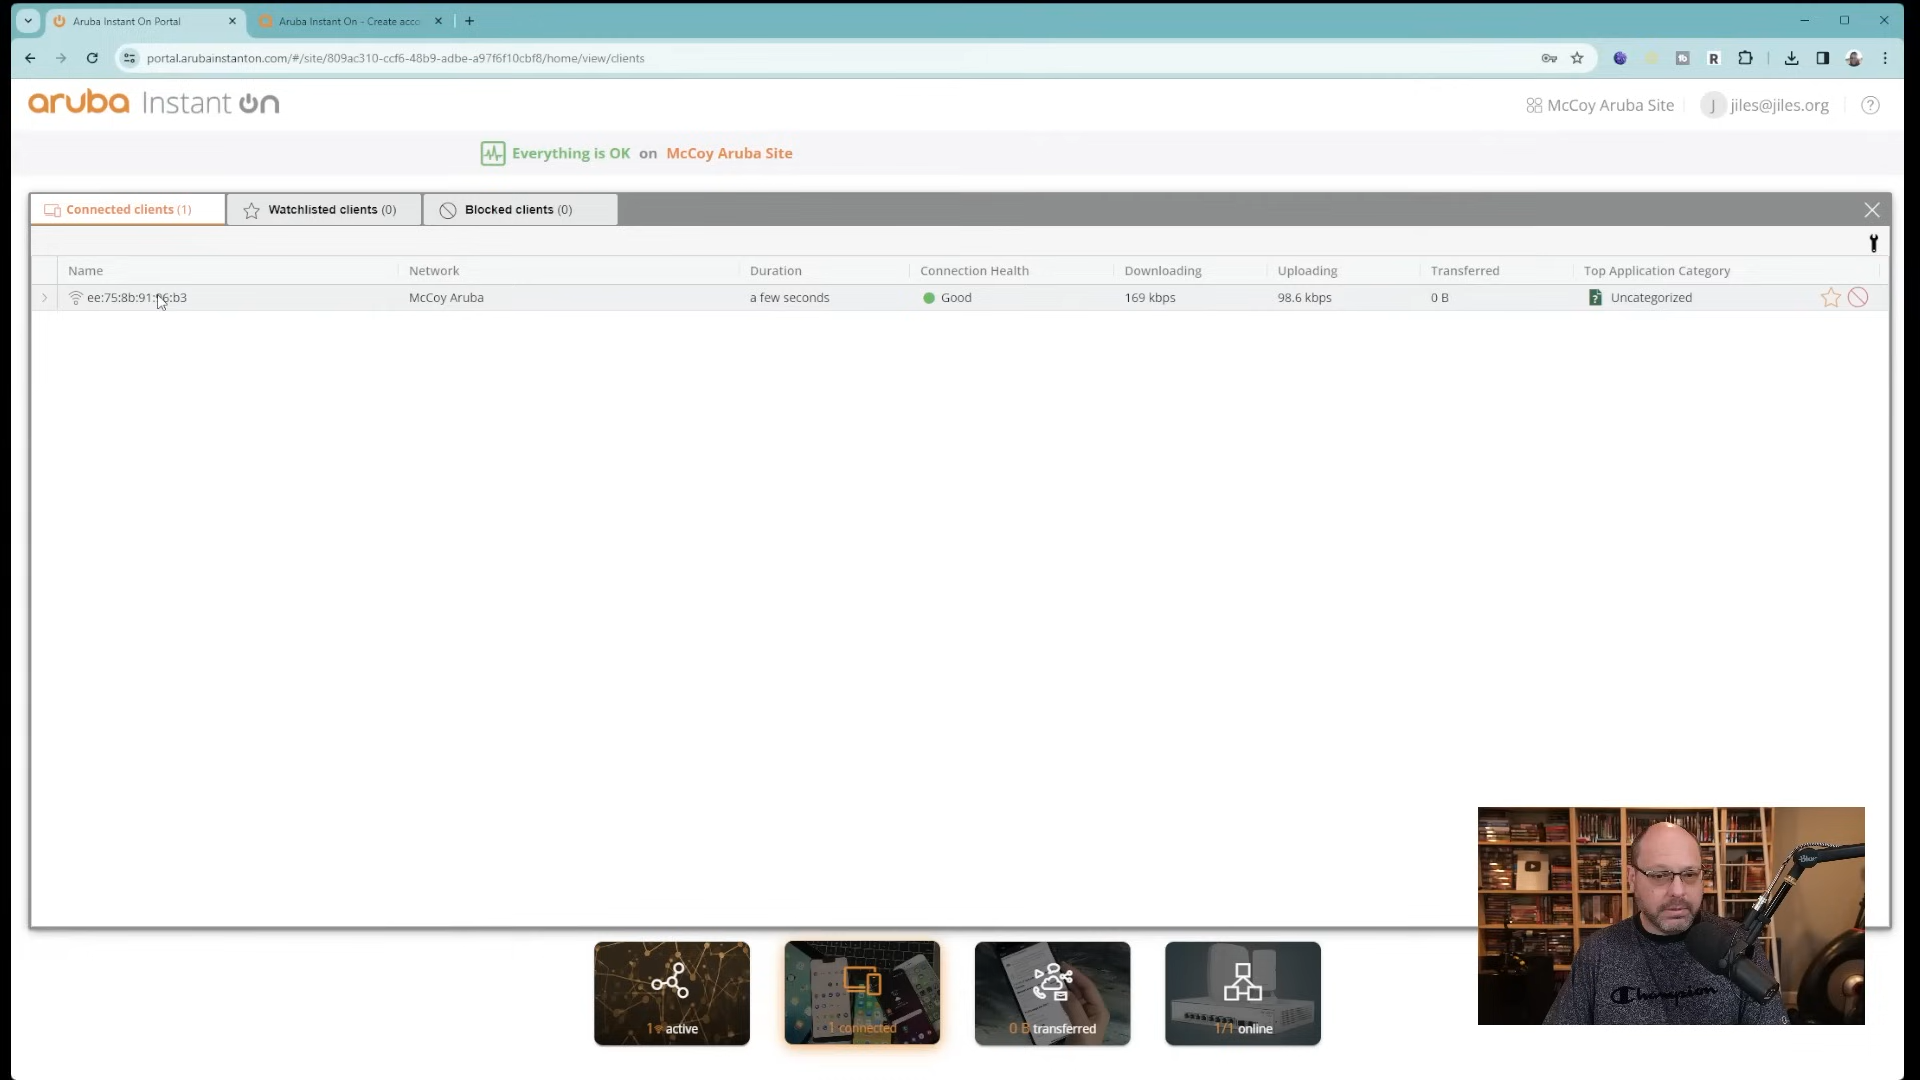 Aruba Instant On Portal
Aruba Instant On - Create acco
portal.arubainstanton.com/#/site/809ac310-ccf6-48b9-adbe-a97f6f10cbf8/home/view/clients
R
aruba Instant On
McCoy Aruba Site
J jiles@jiles.org
?
Everything is OK on McCoy Aruba Site
Connected clients (1)
Watchlisted clients (0)
Blocked clients (0)
Name Network Duration Connection Health Downloading Uploading Transferred Top Application Category
McCoy Aruba a few seconds Good 169 kbps 98.6 kbps 0 B ? Uncategorized
1 active
1 connected
0 B transferred
1/1 online
Champion